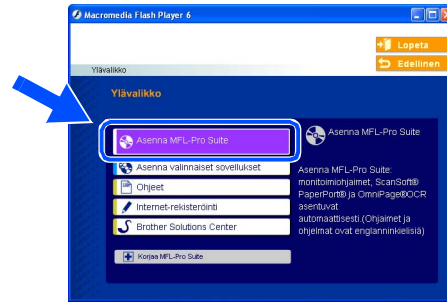 Macromedia Flash Player 6
Lopeta
Edellinen
Ylävalikko
Ylävalikko
Asenna MFL-Pro Suite
Asenna valinnaiset sovellukset
Ohjeet
Internet-rekisteröinti
Brother Solutions Center
Korjaa MFL-Pro Suite
Asenna MFL-Pro Suite
Asenna MFL-Pro Suite:
monitoimiohjaimet, ScanSoft®
PaperPort® ja OmniPage®OCR
asentuvat
automaattisesti.(Ohjaimet ja
ohjelmat ovat englanninkielisiä)